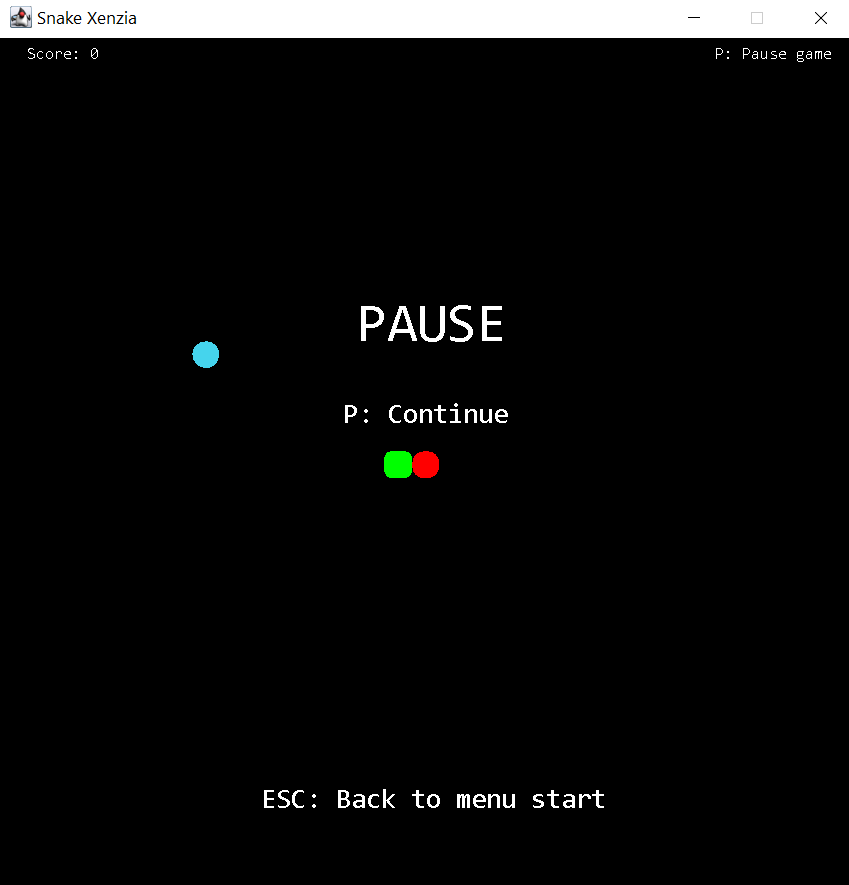 Snake Xenzia
Score: 0
P: Pause game
PAUSE
P: Continue
ESC: Back to menu start